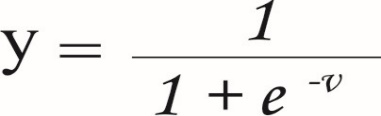 y = 1 / (1 + e^-v)